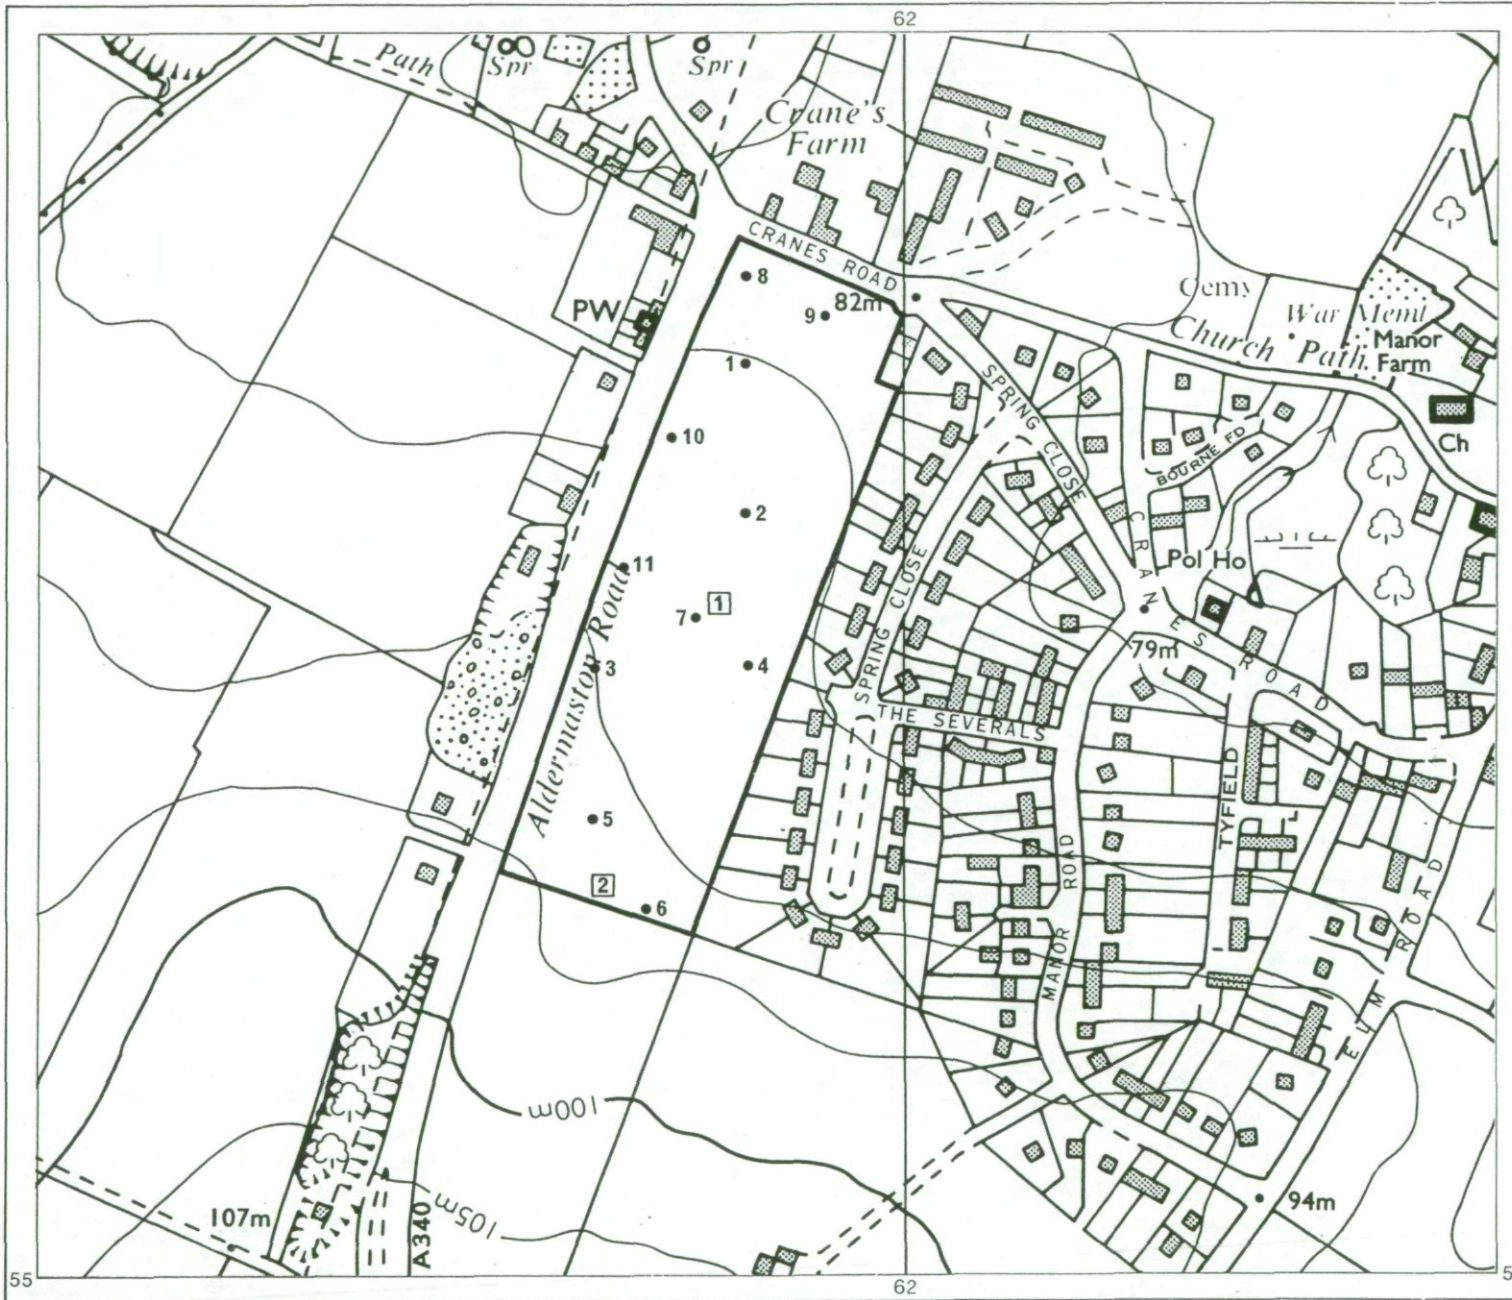 62
Path
Spr
Spr
Crane's
Farm
CRANES ROAD
82m
8
9
PW
1
10
2
11
7
1
3
4
5
2
6
Aldermaston Road
Cemy
War Meml
Church Path
Manor
Farm
Ch
SPRING CLOSE
BOURNE FD
CRANES ROAD
Pol Ho
79m
SPRING CLOSE
THE SEVERALS
TYFIELD
MANOR ROAD
ELM ROAD
100m
105m
107m
A340
94m
55
62
5